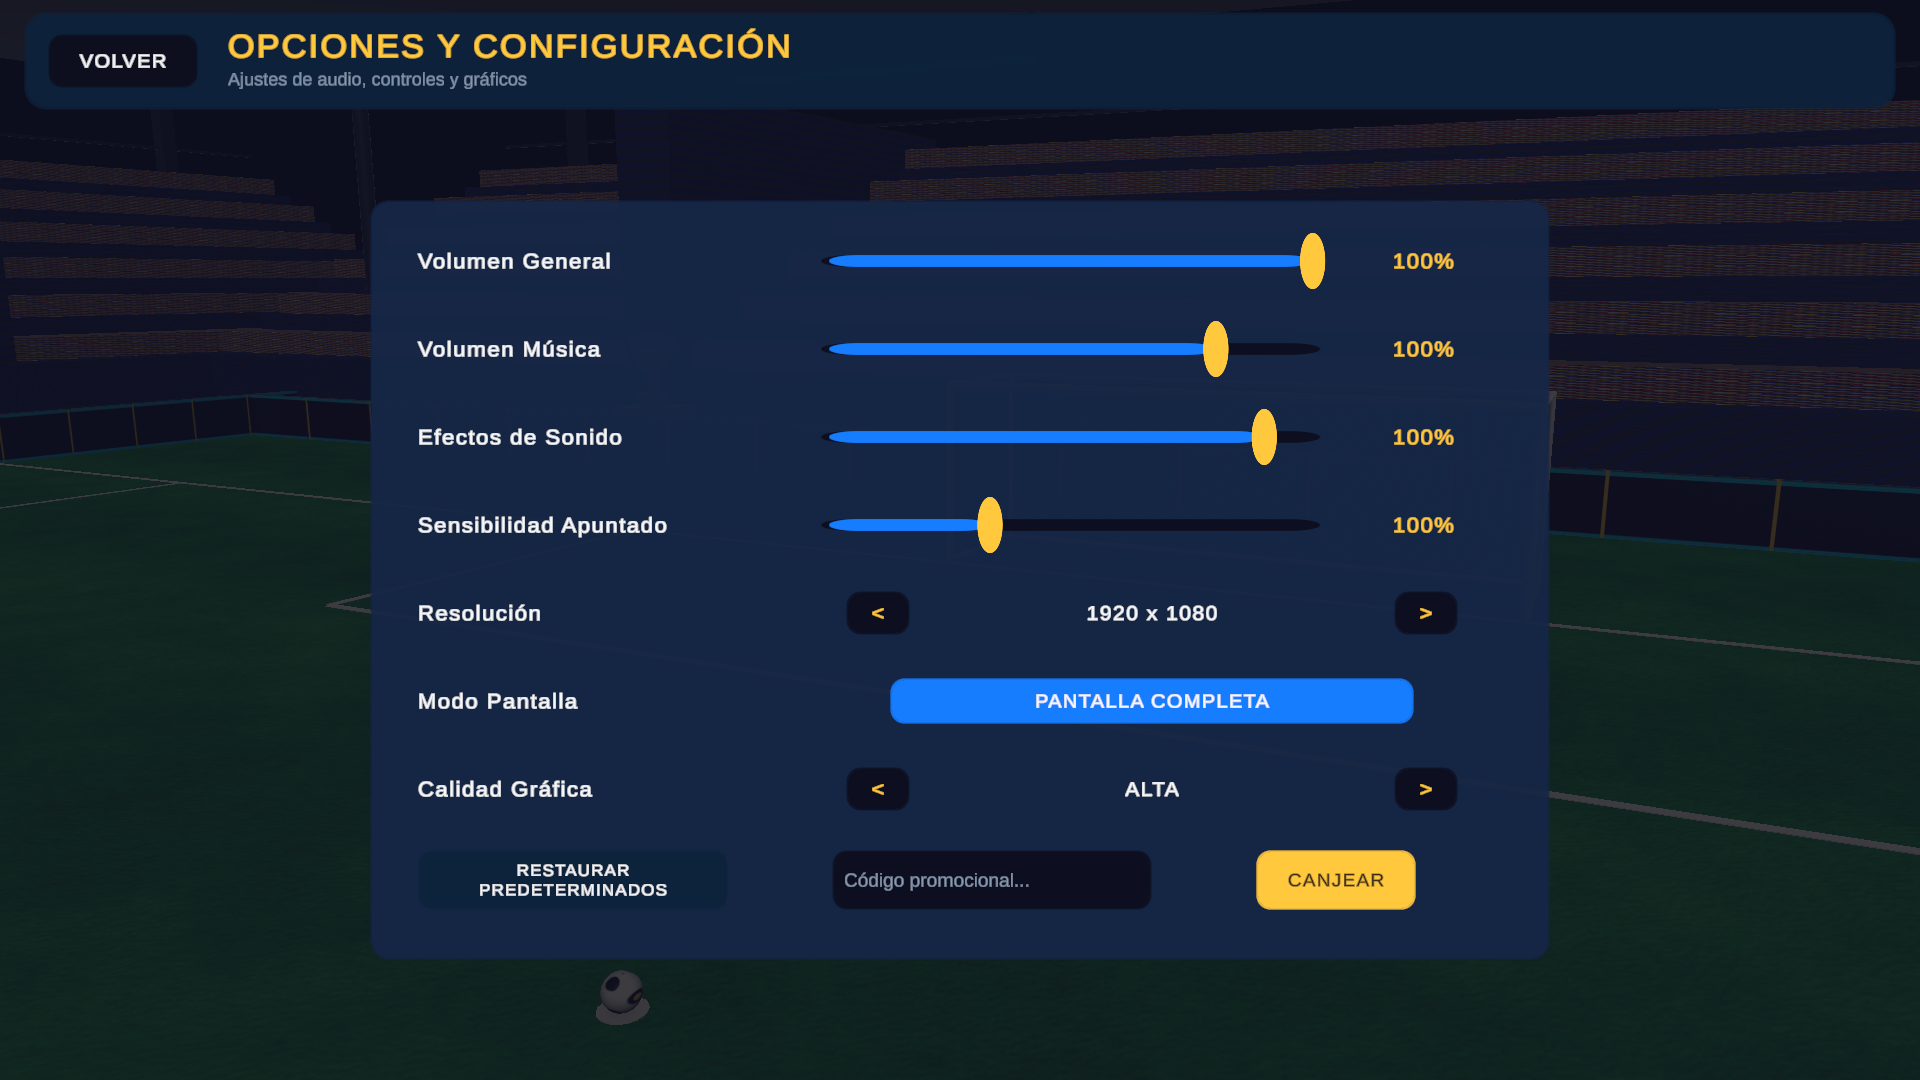 VOLVER
OPCIONES Y CONFIGURACIÓN
Ajustes de audio, controles y gráficos
Volumen General 100%
Volumen Música 100%
Efectos de Sonido 100%
Sensibilidad Apuntado 100%
Resolución < 1920 x 1080 >
Modo Pantalla PANTALLA COMPLETA
Calidad Gráfica < ALTA >
RESTAURAR
PREDETERMINADOS
Código promocional...
CANJEAR